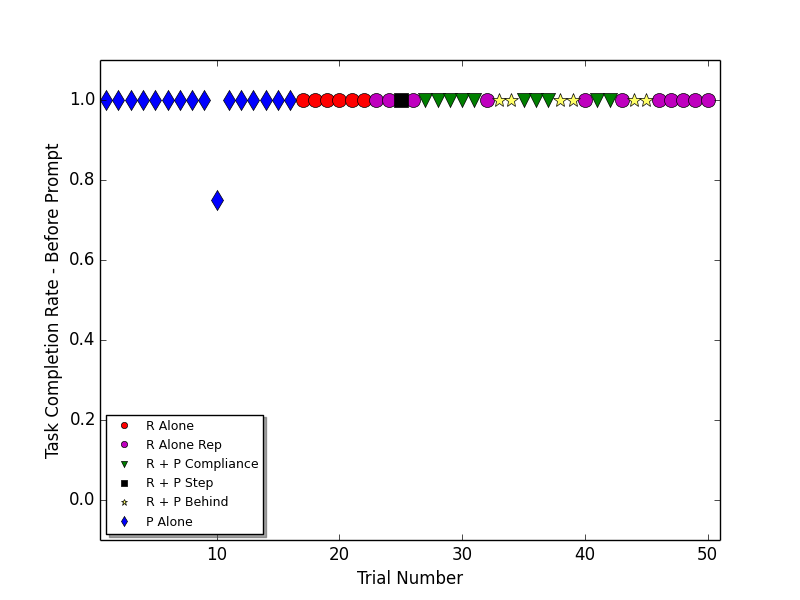 1.0
0.8
0.6
0.4
0.2
0.0
Task Completion Rate - Before Prompt
R Alone
R Alone Rep
R + P Compliance
R + P Step
R + P Behind
P Alone
10 20 30 40 50
Trial Number